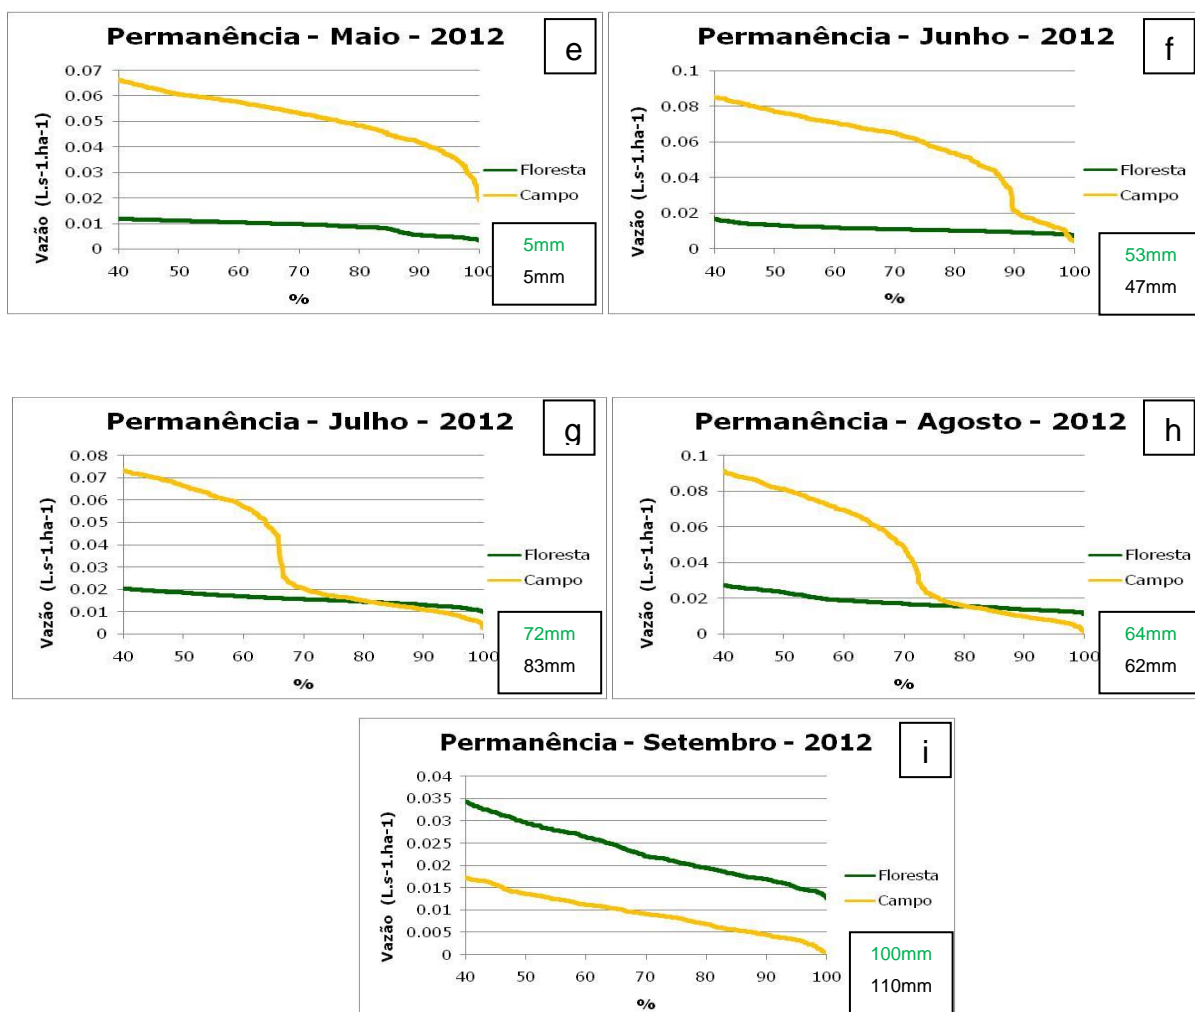 Permanência - Maio - 2012
e
Vazão (L.s-1.ha-1)
0.07
0.06
0.05
0.04
0.03
0.02
0.01
0
40 50 60 70 80 90 100
%
Floresta
Campo
5mm
5mm
Permanência - Junho - 2012
f
Vazão (L.s-1.ha-1)
0.1
0.08
0.06
0.04
0.02
0
40 50 60 70 80 90 100
%
Floresta
Campo
53mm
47mm
Permanência - Julho - 2012
g
Vazão (L.s-1.ha-1)
0.08
0.07
0.06
0.05
0.04
0.03
0.02
0.01
0
40 50 60 70 80 90 100
%
Floresta
Campo
72mm
83mm
Permanência - Agosto - 2012
h
Vazão (L.s-1.ha-1)
0.1
0.08
0.06
0.04
0.02
0
40 50 60 70 80 90 100
%
Floresta
Campo
64mm
62mm
Permanência - Setembro - 2012
i
Vazão (L.s-1.ha-1)
0.04
0.035
0.03
0.025
0.02
0.015
0.01
0.005
0
40 50 60 70 80 90 100
%
Floresta
Campo
100mm
110mm